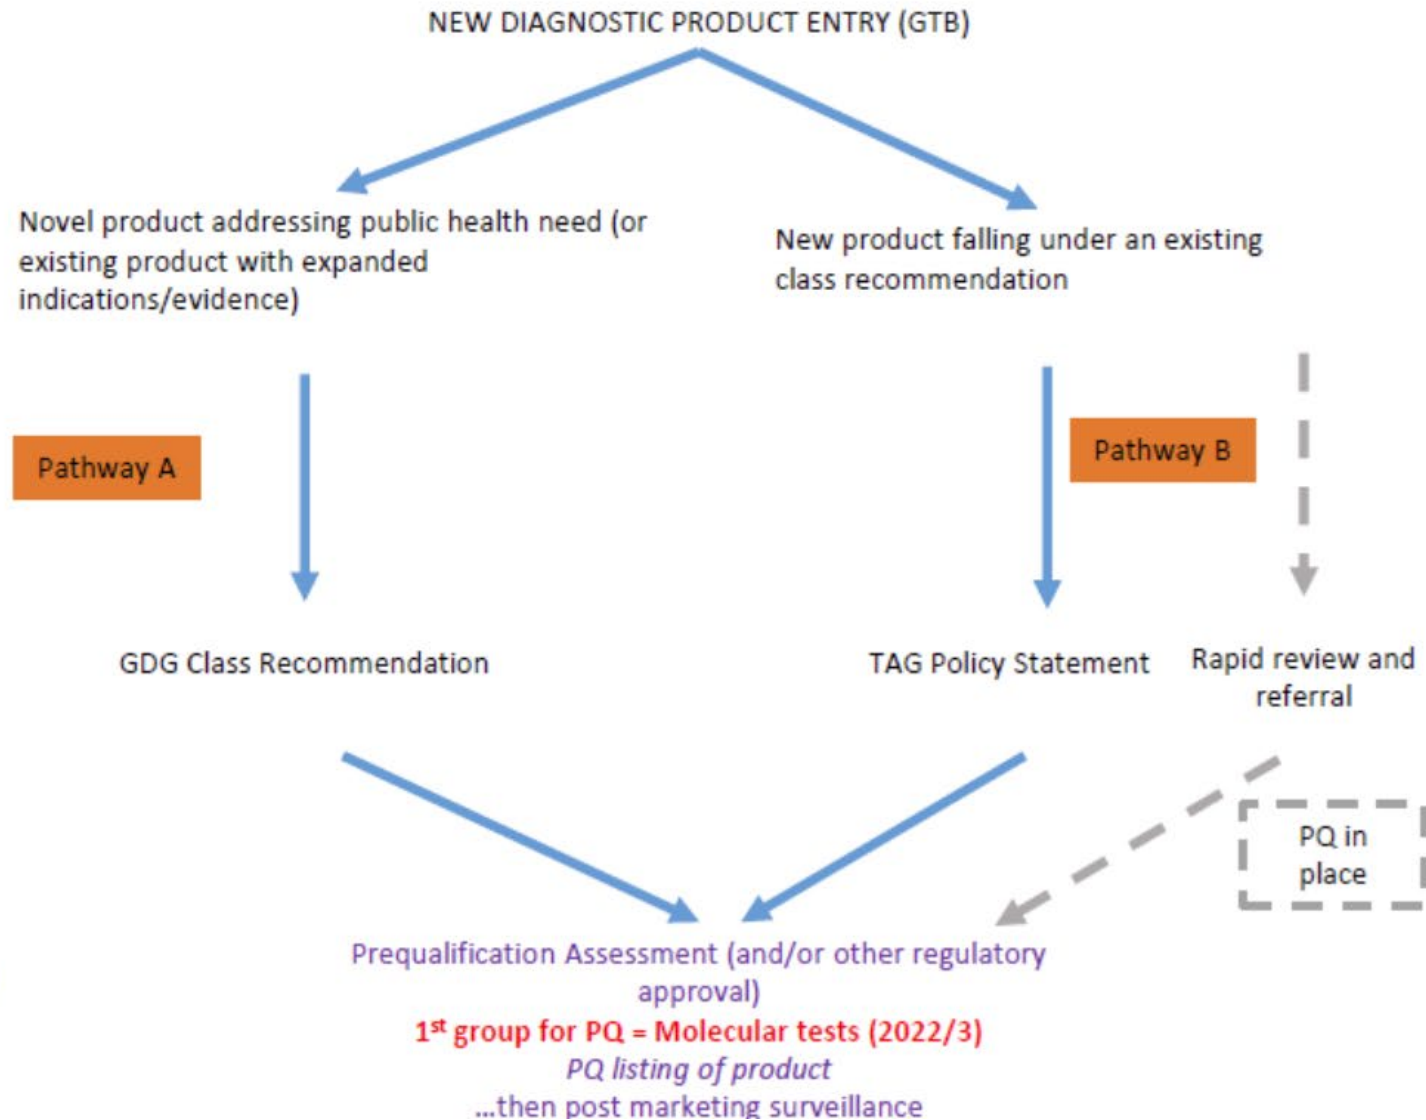 NEW DIAGNOSTIC PRODUCT ENTRY (GTB)
Novel product addressing public health need (or
existing product with expanded
indications/evidence)
New product falling under an existing
class recommendation
Pathway A
Pathway B
GDG Class Recommendation
TAG Policy Statement
Rapid review and
referral
PQ in
place
Prequalification Assessment (and/or other regulatory
approval)
1st group for PQ = Molecular tests (2022/3)
PQ listing of product
...then post marketing surveillance